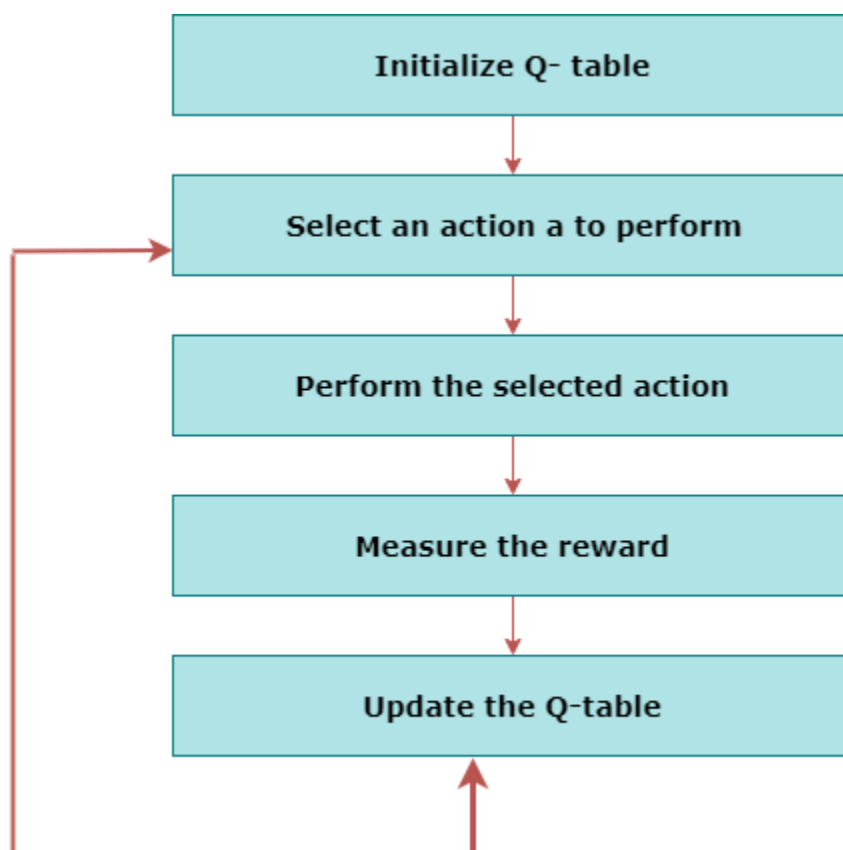 Initialize Q- table
Select an action a to perform
Perform the selected action
Measure the reward
Update the Q-table